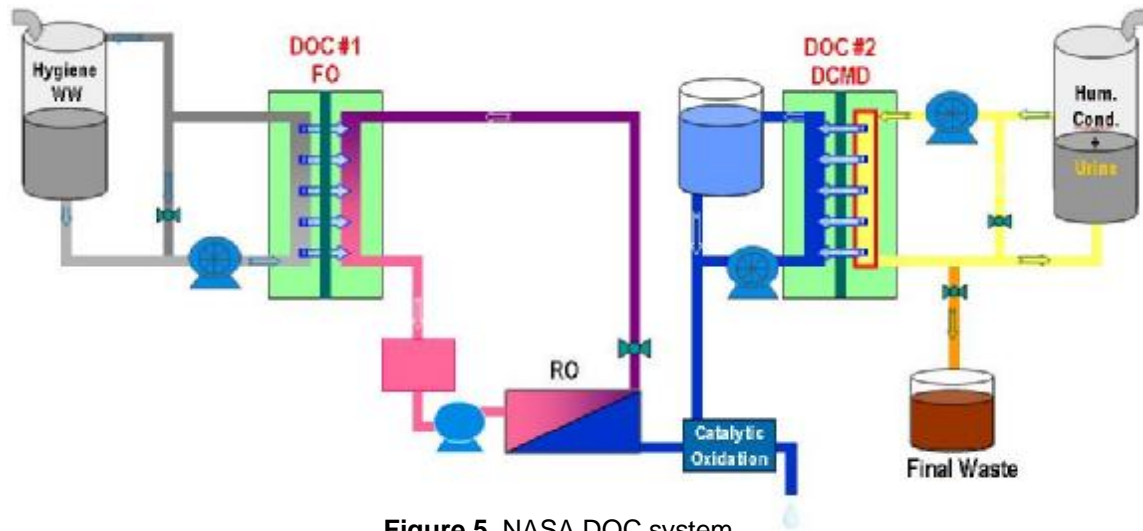 Hygiene
WW
DOC #1
FO
DOC #2
DCMD
Hum.
Cond.
+
Urine
RO
Catalytic
Oxidation
Final Waste
Figure 5. NASA DOC system